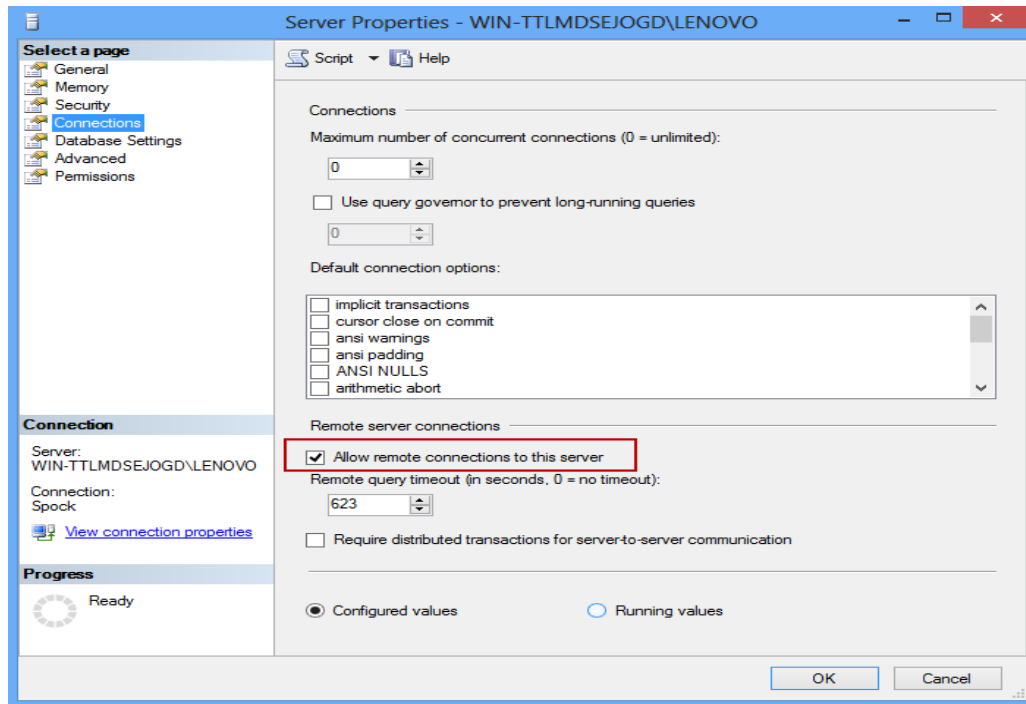 Server Properties - WIN-TTLMDSEJOGD\LENOVO
Select a page
General
Memory
Security
Connections
Database Settings
Advanced
Permissions
Connection
Server:
WIN-TTLMDSEJOGD\LENOVO
Connection:
Spock
View connection properties
Progress
Ready
Script
Help
Connections
Maximum number of concurrent connections (0 = unlimited):
0
Use query governor to prevent long-running queries
0
Default connection options:
implicit transactions
cursor close on commit
ansi warnings
ansi padding
ANSI NULLS
arithmetic abort
Remote server connections
Allow remote connections to this server
Remote query timeout (in seconds, 0 = no timeout):
623
Require distributed transactions for server-to-server communication
Configured values
Running values
OK
Cancel